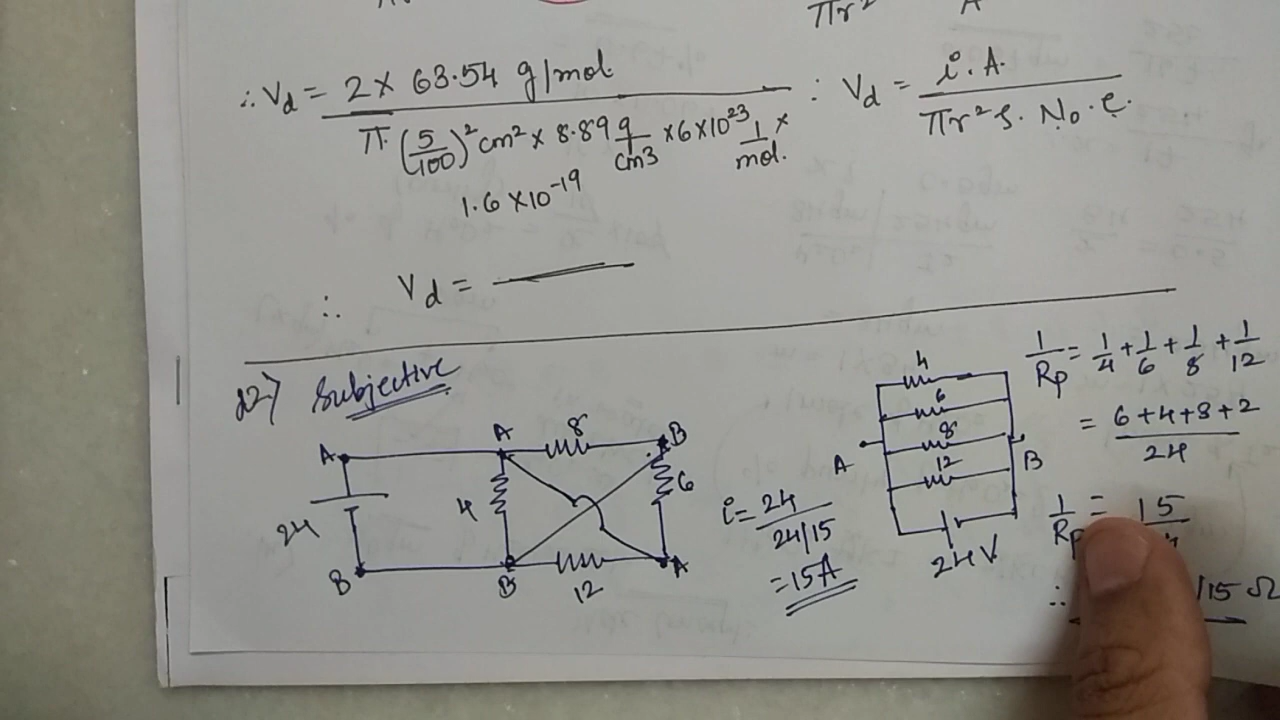 πr² A
∴ Vd = 2 × 63.54 g/mol / π (5/100)² cm² × 8.89 g/cm3 × 6×10²³ 1/mol. × 1.6 ×10⁻¹⁹ : Vd = i. A. / πr² S. No. e.
∴ Vd =
22) Subjective
A A 8 B
24 4 6
B B 12 A
i = 24 / 24/15
= 15A
4
6
8
12
A B
24V
1/Rp = 1/4 + 1/6 + 1/8 + 1/12
= 6+4+3+2 / 24
1/Rp = 15
∴ /15 Ω